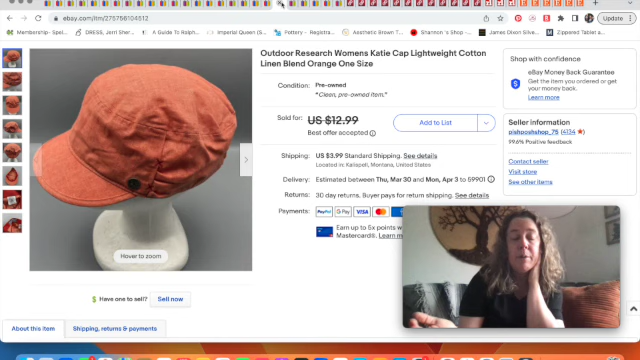 ebay.com/itm/275756104512
Update
Membership- Spel...
DRESS, Jerri Sher...
A Guide To Ralph...
Imperial Queen (S...
Pottery - Registra...
Aesthetic Brown T...
Shannon 's Shop -...
James Dixon Silve...
Zippered Tablet a...
Outdoor Research Womens Katie Cap Lightweight Cotton
Linen Blend Orange One Size
Condition: Pre-owned
"Clean, pre-owned item."
Sold for: US $12.99
Best offer accepted
Add to List
Shipping: US $3.99 Standard Shipping. See details
Located in: Kalispell, Montana, United States
Delivery: Estimated between Thu, Mar 30 and Mon, Apr 3 to 59901
Returns: 30 day returns. Buyer pays for return shipping. See details
Payments: PayPal G Pay VISA
Earn up to 5x points w
Mastercard®. Learn m
Shop with confidence
eBay Money Back Guarantee
Get the item you ordered or get
your money back.
Learn more
Seller information
pishposhshop_75 (4134
99.6% Positive feedback
Contact seller
Visit store
See other items
Hover to zoom
Have one to sell? Sell now
About this item
Shipping, returns & payments